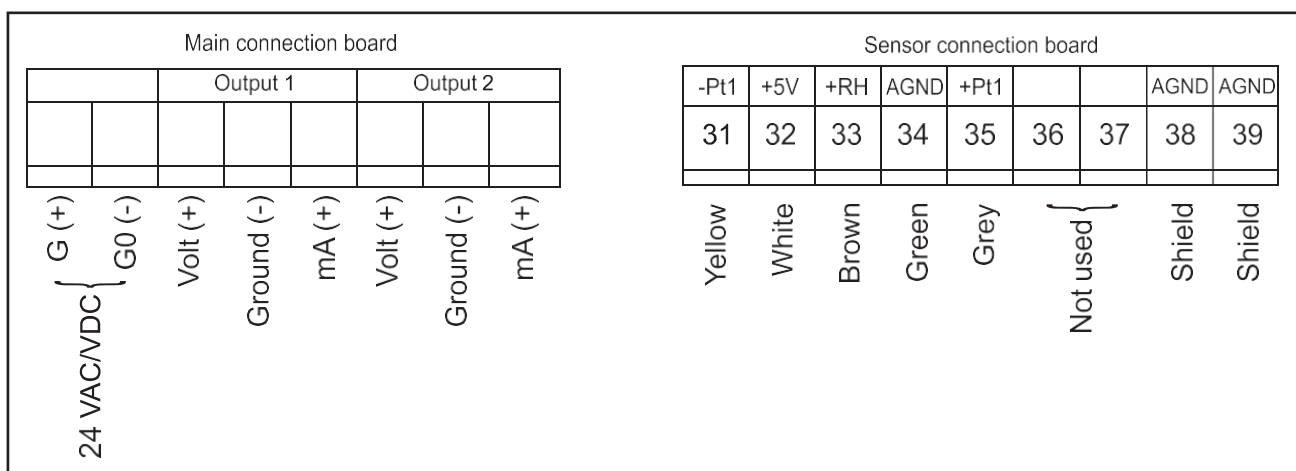 Main connection board
Output 1 Output 2
G (+) G0 (-) Volt (+) Ground (-) mA (+) Volt (+) Ground (-) mA (+)
24 VAC/VDC
Sensor connection board
-Pt1 +5V +RH AGND +Pt1 AGND AGND
31 32 33 34 35 36 37 38 39
Yellow White Brown Green Grey Not used Shield Shield